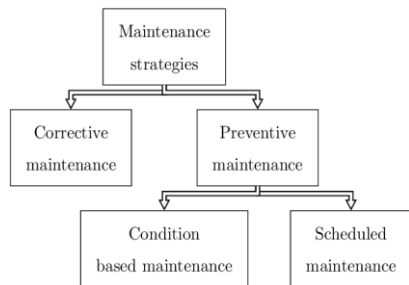 Maintenance
strategies
Corrective
maintenance
Preventive
maintenance
Condition
based maintenance
Scheduled
maintenance